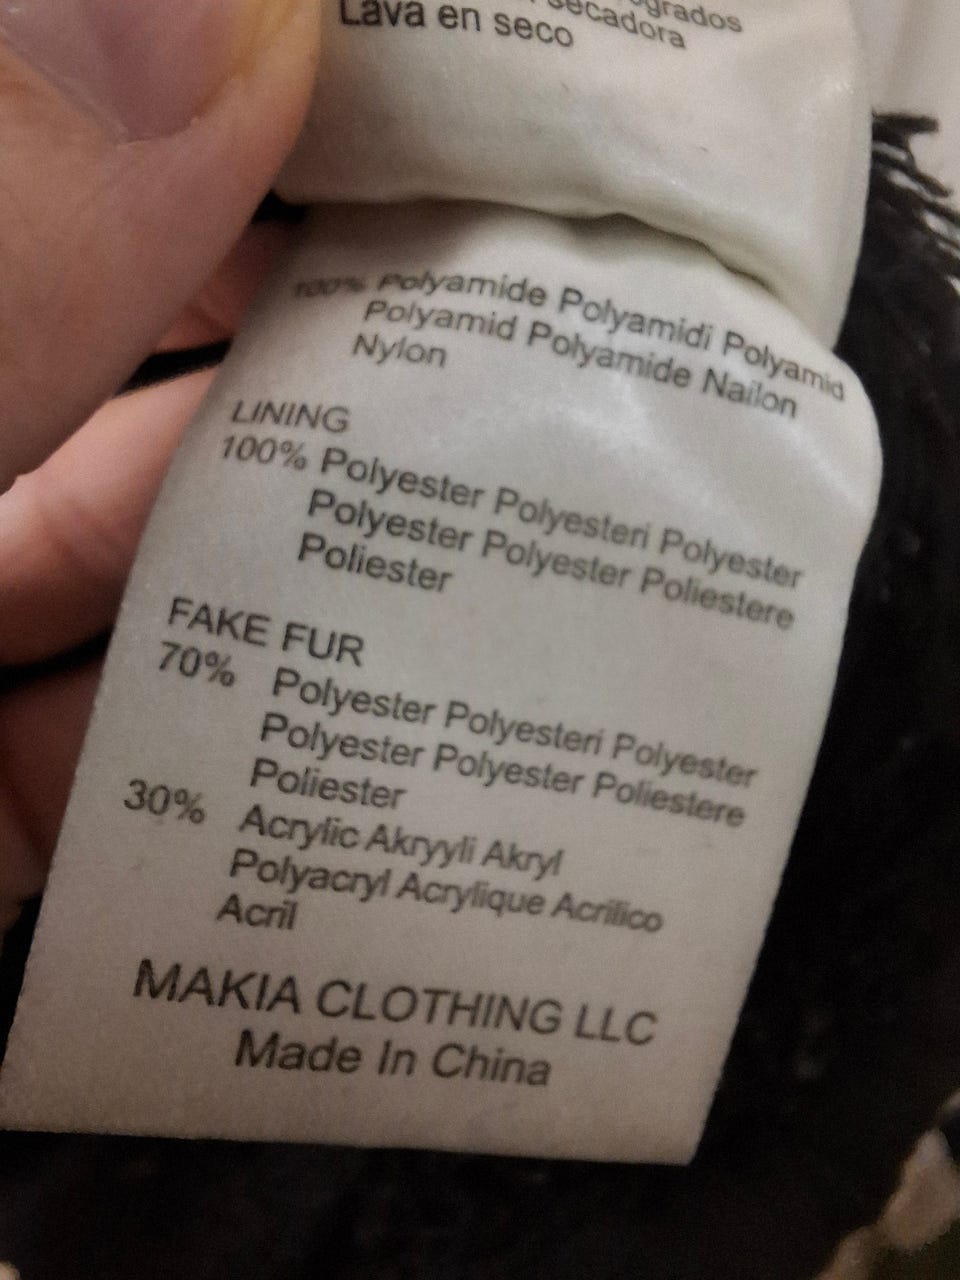 ogrados
secadora
Lava en seco
100% Polyamide Polyamidi Polyamid
Polyamid Polyamide Nailon
Nylon
LINING
100% Polyester Polyesteri Polyester
Polyester Polyester Poliestere
Poliester
FAKE FUR
70% Polyester Polyesteri Polyester
Polyester Polyester Poliestere
Poliester
30% Acrylic Akryyli Akryl
Polyacryl Acrylique Acrilico
Acril
MAKIA CLOTHING LLC
Made In China